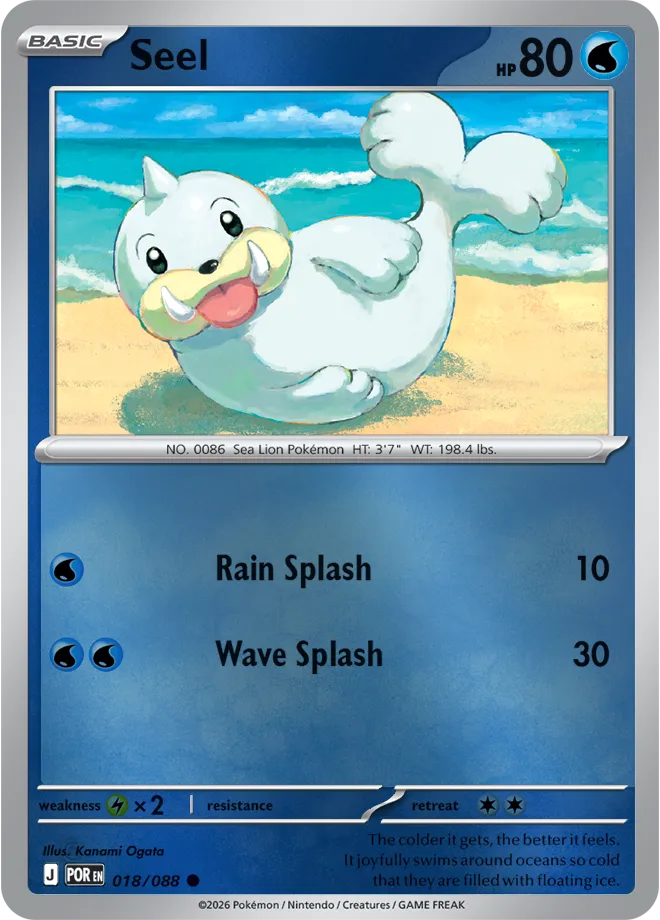 BASIC Seel HP 80
NO. 0086 Sea Lion Pokémon HT: 3'7" WT: 198.4 lbs.
Rain Splash 10
Wave Splash 30
weakness ×2 resistance retreat
Illus. Kanami Ogata
The colder it gets, the better it feels.
It joyfully swims around oceans so cold
that they are filled with floating ice.
J POR EN 018/088
©2026 Pokémon / Nintendo / Creatures / GAME FREAK